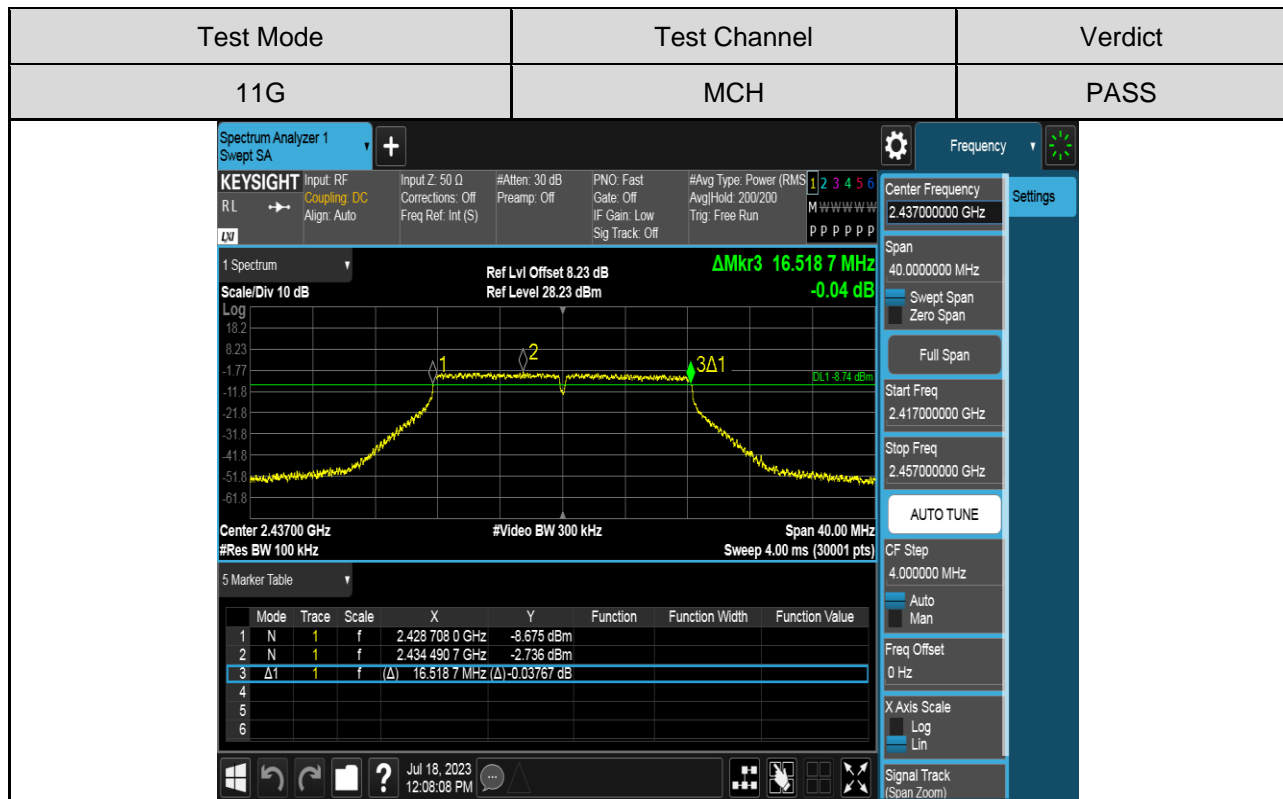 Test Mode Test Channel Verdict
11G MCH PASS
Spectrum Analyzer 1
Swept SA
+
Frequency
KEYSIGHT Input: RF Input Z: 50 Ω #Atten: 30 dB PNO: Fast #Avg Type: Power (RMS 1 2 3 4 5 6
RL Coupling: DC Corrections: Off Preamp: Off Gate: Off Avg|Hold: 200/200 M W W W W W
Align: Auto Freq Ref: Int (S) IF Gain: Low Trig: Free Run
LXI Sig Track: Off P P P P P P
1 Spectrum Ref Lvl Offset 8.23 dB ΔMkr3 16.518 7 MHz
Scale/Div 10 dB Ref Level 28.23 dBm -0.04 dB
Log
18.2
8.23
-1.77
-11.8
-21.8
-31.8
-41.8
-51.8
-61.8
1 2 3Δ1
DL1 -8.74 dBm
Center 2.43700 GHz #Video BW 300 kHz Span 40.00 MHz
#Res BW 100 kHz Sweep 4.00 ms (30001 pts)
5 Marker Table
Mode Trace Scale X Y Function Function Width Function Value
1 N 1 f 2.428 708 0 GHz -8.675 dBm
2 N 1 f 2.434 490 7 GHz -2.736 dBm
3 Δ1 1 f (Δ) 16.518 7 MHz (Δ) -0.03767 dB
4
5
6
?
Jul 18, 2023
12:08:08 PM
Center Frequency
2.437000000 GHz
Settings
Span
40.0000000 MHz
Swept Span
Zero Span
Full Span
Start Freq
2.417000000 GHz
Stop Freq
2.457000000 GHz
AUTO TUNE
CF Step
4.000000 MHz
Auto
Man
Freq Offset
0 Hz
X Axis Scale
Log
Lin
Signal Track
(Span Zoom)